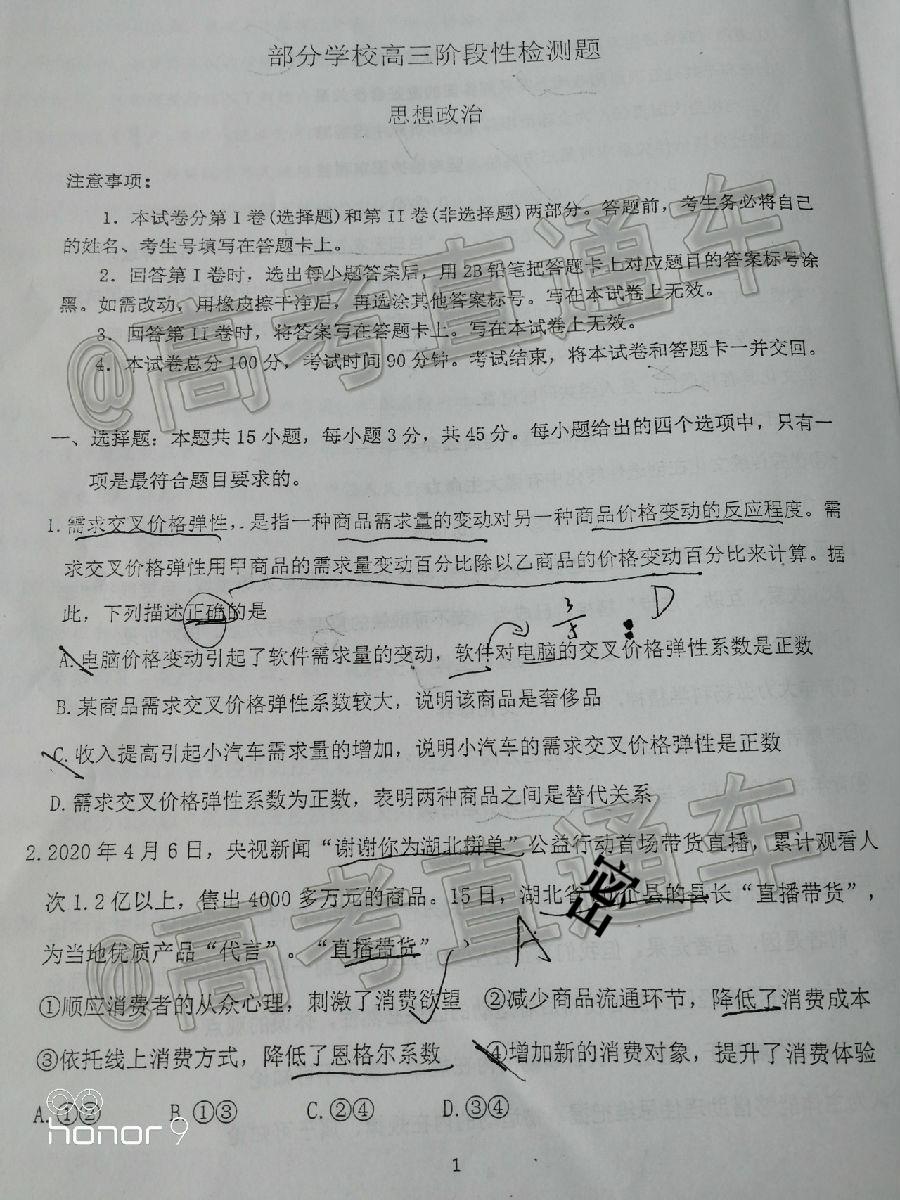 部分学校高三阶段性检测题
思想政治
注意事项：
1. 本试卷分第I卷(选择题)和第II卷(非选择题)两部分。答题前，考生务必将自己
的姓名、考生号填写在答题卡上。
2. 回答第I卷时，选出每小题答案后，用2B铅笔把答题卡上对应题目的答案标号涂
黑。如需改动，用橡皮擦干净后，再选涂其他答案标号。写在本试卷上无效。
3. 回答第II卷时，将答案写在答题卡上。写在本试卷上无效。
4. 本试卷总分100分，考试时间90分钟。考试结束，将本试卷和答题卡一并交回。
@高考直通车
一、选择题：本题共15小题，每小题3分，共45分。每小题给出的四个选项中，只有一
项是最符合题目要求的。
1.需求交叉价格弹性，是指一种商品需求量的变动对另一种商品价格变动的反应程度。需
求交叉价格弹性用甲商品的需求量变动百分比除以乙商品的价格变动百分比来计算。据
此，下列描述正确的是
D
A.电脑价格变动引起了软件需求量的变动，软件对电脑的交叉价格弹性系数是正数
B.某商品需求交叉价格弹性系数较大，说明该商品是奢侈品
C.收入提高引起小汽车需求量的增加，说明小汽车的需求交叉价格弹性是正数
D.需求交叉价格弹性系数为正数，表明两种商品之间是替代关系
2.2020年4月6日，央视新闻“谢谢你为湖北拼单”公益行动首场带货直播，累计观看人
次1.2亿以上，售出4000多万元的商品。15日，湖北省 县的县长“直播带货”，
密
为当地优质产品“代言”。“直播带货”
A
①顺应消费者的从众心理，刺激了消费欲望 ②减少商品流通环节，降低了消费成本
③依托线上消费方式，降低了恩格尔系数 ④增加新的消费对象，提升了消费体验
@高考直通车
A.①② B.①③ C.②④ D.③④
honor 9
1